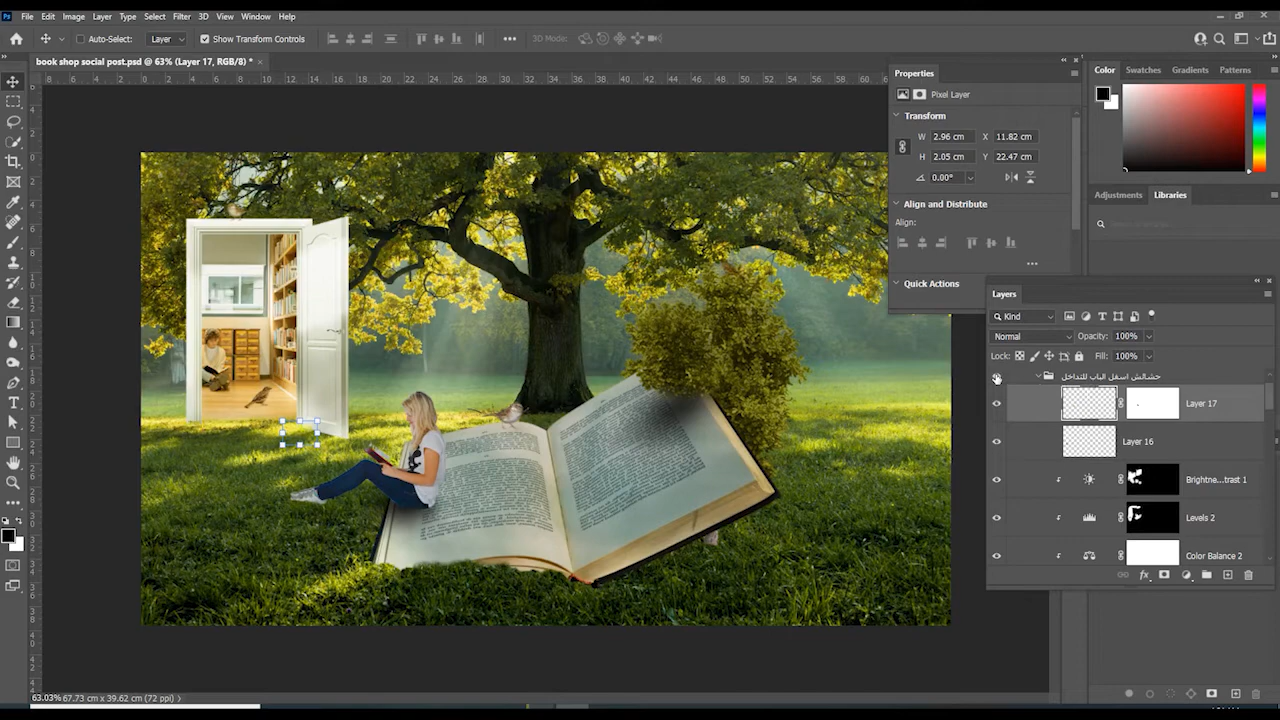 File Edit Image Layer Type Select Filter 3D View Window Help
Auto-Select: Layer Show Transform Controls 3D Mode:
book shop social post.psd @ 63% (Layer 17, RGB/8) *
Properties
Pixel Layer
Transform
W 2.96 cm X 11.82 cm
H 2.05 cm Y 22.47 cm
0.00°
Align and Distribute
Align:
Quick Actions
Color Swatches Gradients Patterns
Adjustments Libraries
Layers
Kind
Normal Opacity: 100%
Lock: Fill: 100%
حشائش اسفل الباب للتداخل
Layer 17
Layer 16
Brightne...trast 1
Levels 2
Color Balance 2
63.03% 67.73 cm x 39.62 cm (72 ppi)